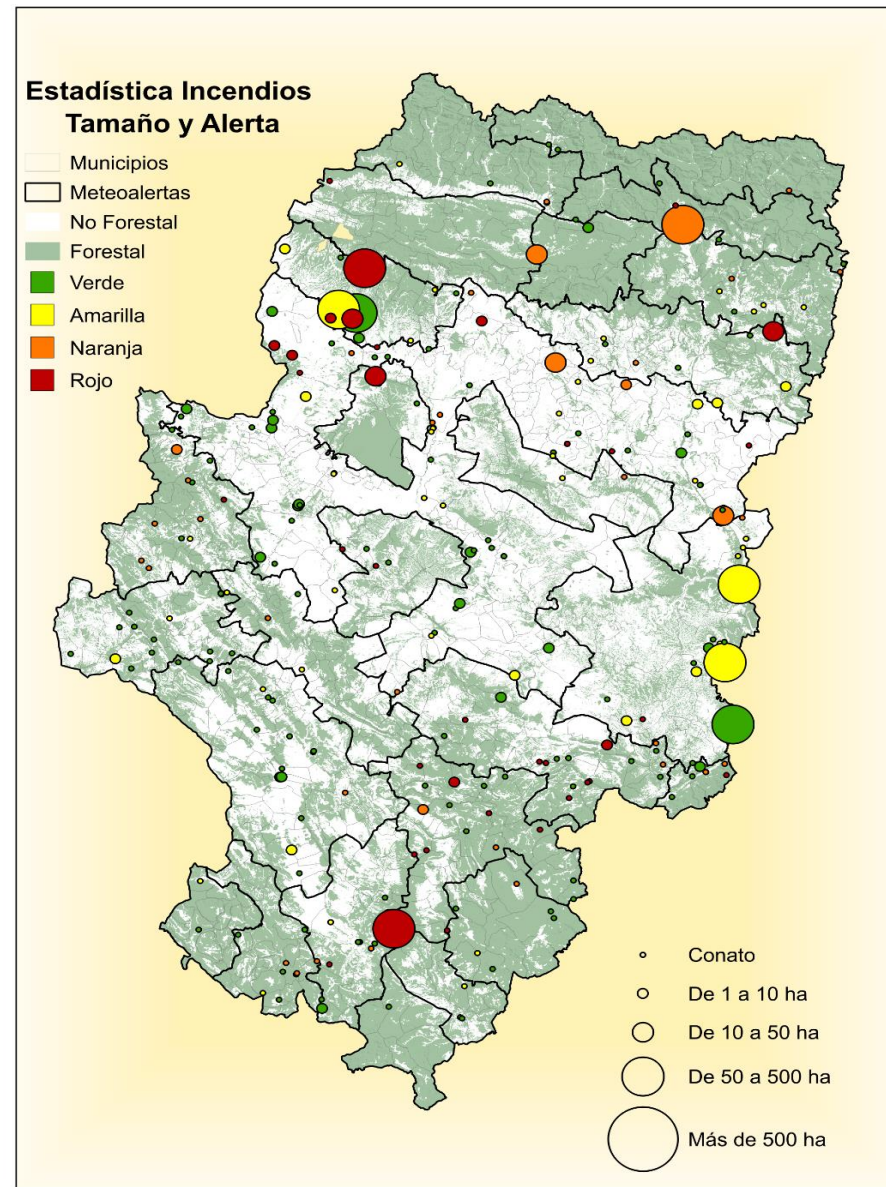 Estadística Incendios
Tamaño y Alerta
Municipios
Meteoalertas
No Forestal
Forestal
Verde
Amarilla
Naranja
Rojo
Conato
De 1 a 10 ha
De 10 a 50 ha
De 50 a 500 ha
Más de 500 ha